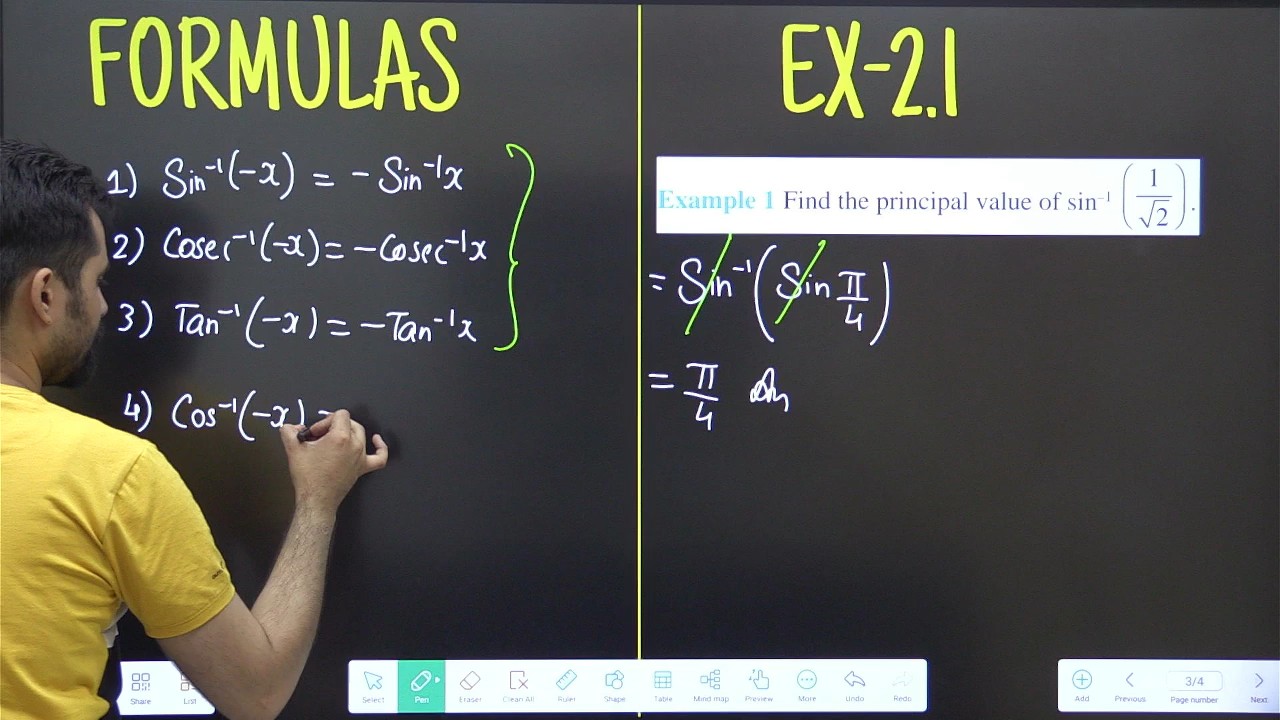 FORMULAS
1) Sin⁻¹(-x) = - Sin⁻¹x
2) Cosec⁻¹(-x) = - Cosec⁻¹x
3) Tan⁻¹(-x) = - Tan⁻¹x
4) Cos⁻¹(-x) =
EX-2.1
Example 1 Find the principal value of sin⁻¹ (1/√2).
= Sin⁻¹(Sin π/4)
= π/4
Share
List
Select
Pen
Eraser
Clean All
Ruler
Shape
Table
Mind map
Preview
More
Undo
Redo
Add
Previous
3/4
Page number
Next